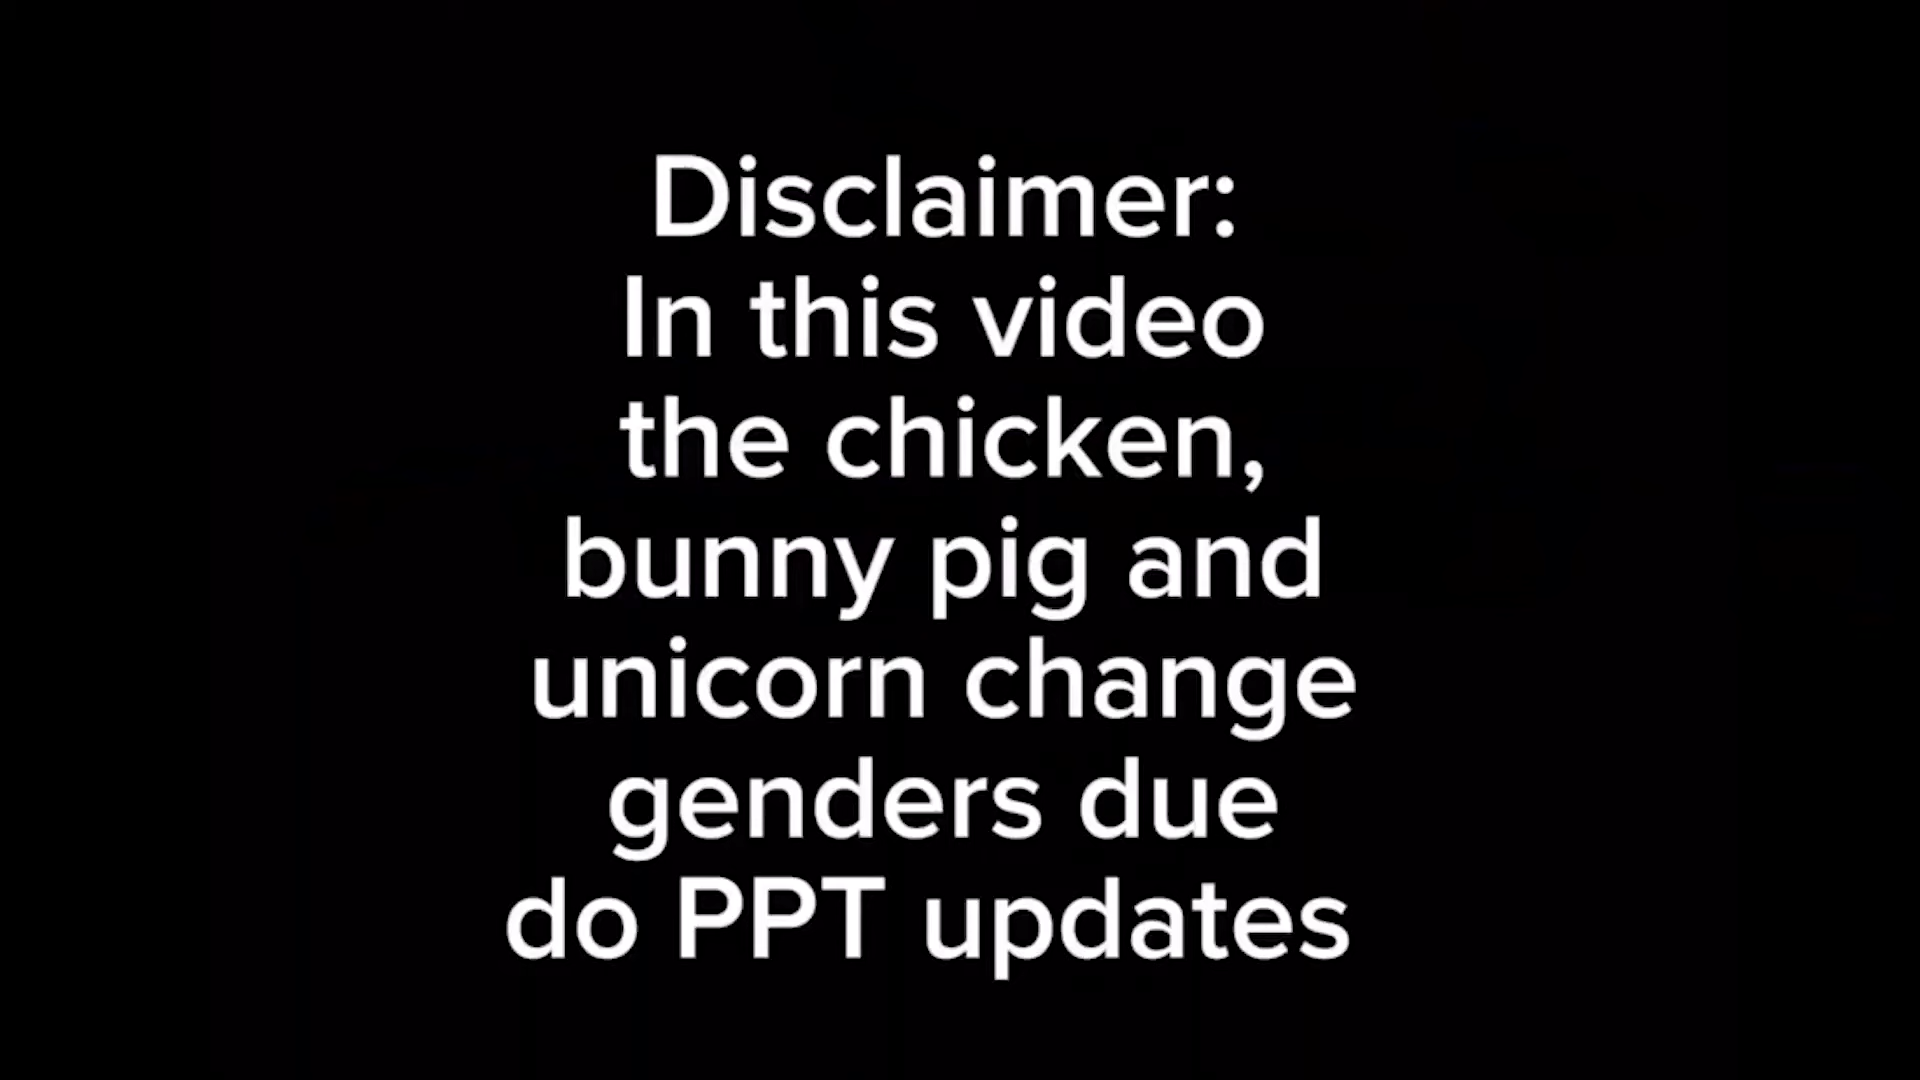 Disclaimer:
In this video
the chicken,
bunny pig and
unicorn change
genders due
do PPT updates